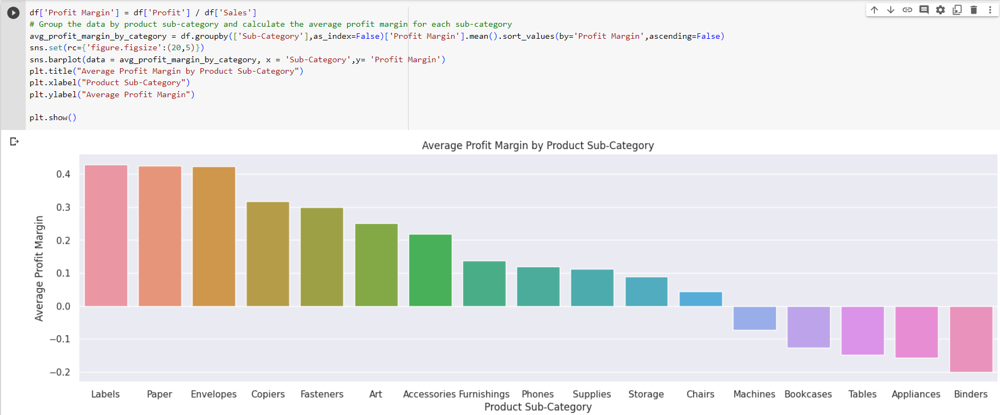 df['Profit Margin'] = df['Profit'] / df['Sales']
# Group the data by product sub-category and calculate the average profit margin for each sub-category
avg_profit_margin_by_category = df.groupby(['Sub-Category'],as_index=False)['Profit Margin'].mean().sort_values(by='Profit Margin',ascending=False)
sns.set(rc={'figure.figsize':(20,5)})
sns.barplot(data = avg_profit_margin_by_category, x = 'Sub-Category',y= 'Profit Margin')
plt.title("Average Profit Margin by Product Sub-Category")
plt.xlabel("Product Sub-Category")
plt.ylabel("Average Profit Margin")
plt.show()
Average Profit Margin by Product Sub-Category
Average Profit Margin
0.4
0.3
0.2
0.1
0.0
−0.1
−0.2
Labels Paper Envelopes Copiers Fasteners Art Accessories Furnishings Phones Supplies Storage Chairs Machines Bookcases Tables Appliances Binders
Product Sub-Category